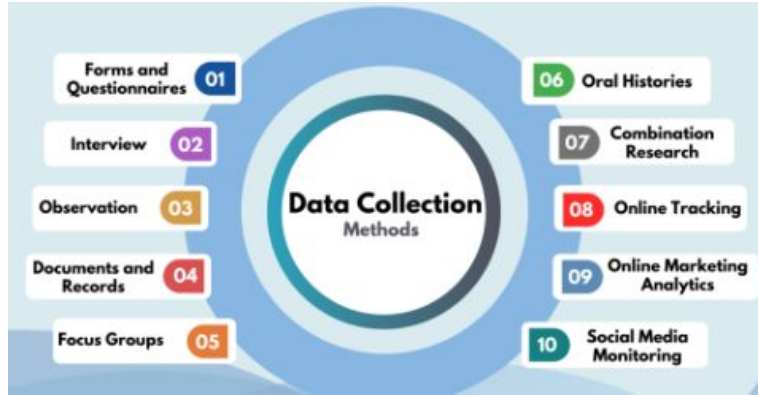 Forms and
Questionnaires
01
Interview
02
Observation
03
Documents and
Records
04
Focus Groups
05
Data Collection
Methods
06
Oral Histories
07
Combination
Research
08
Online Tracking
09
Online Marketing
Analytics
10
Social Media
Monitoring